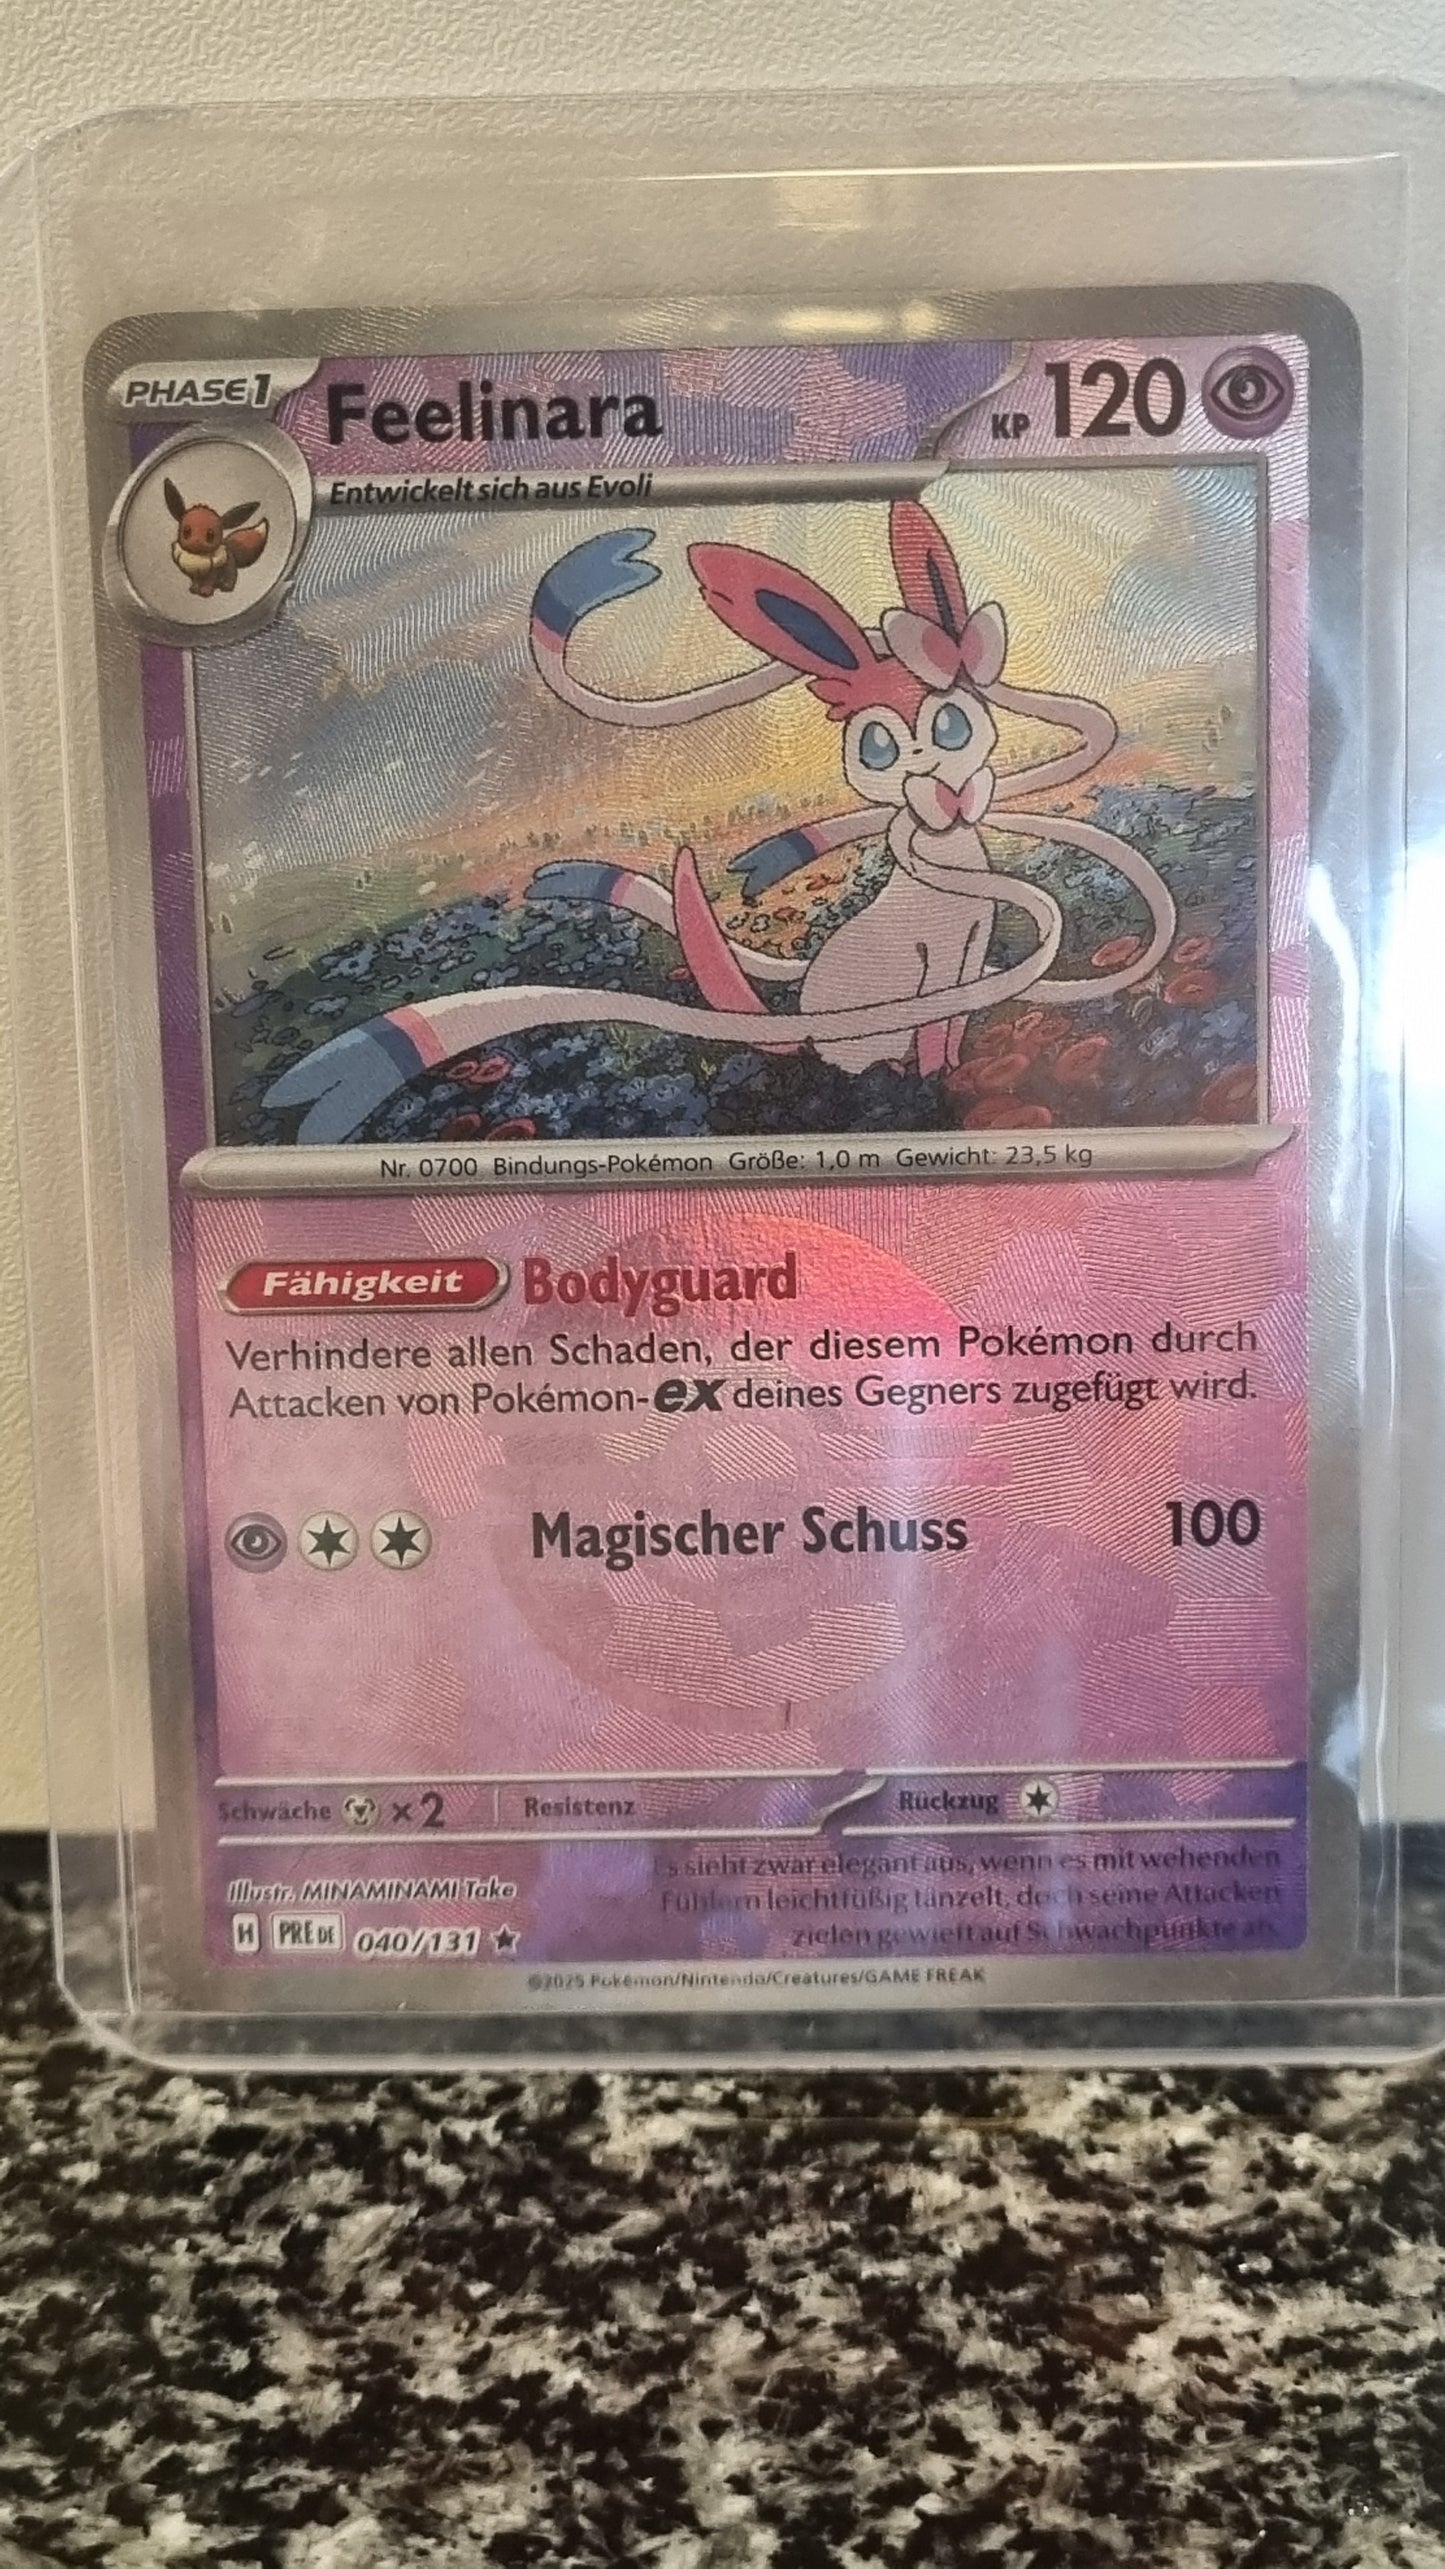 PHASE 1
Feelinara
KP 120
Entwickelt sich aus Evoli
Nr. 0700 Bindungs-Pokémon Größe: 1,0 m Gewicht: 23,5 kg
Fähigkeit Bodyguard
Verhindere allen Schaden, der diesem Pokémon durch
Attacken von Pokémon-ex deines Gegners zugefügt wird.
Magischer Schuss 100
Schwäche ×2 Resistenz Rückzug
Es sieht zwar elegant aus, wenn es mit wehenden
Fühlern leichtfüßig tänzelt, doch seine Attacken
zielen gewieft auf Schwachpunkte ab.
Illustr. MINAMINAMI Take
H PRE DE 040/131 ★
©2025 Pokémon/Nintendo/Creatures/GAME FREAK